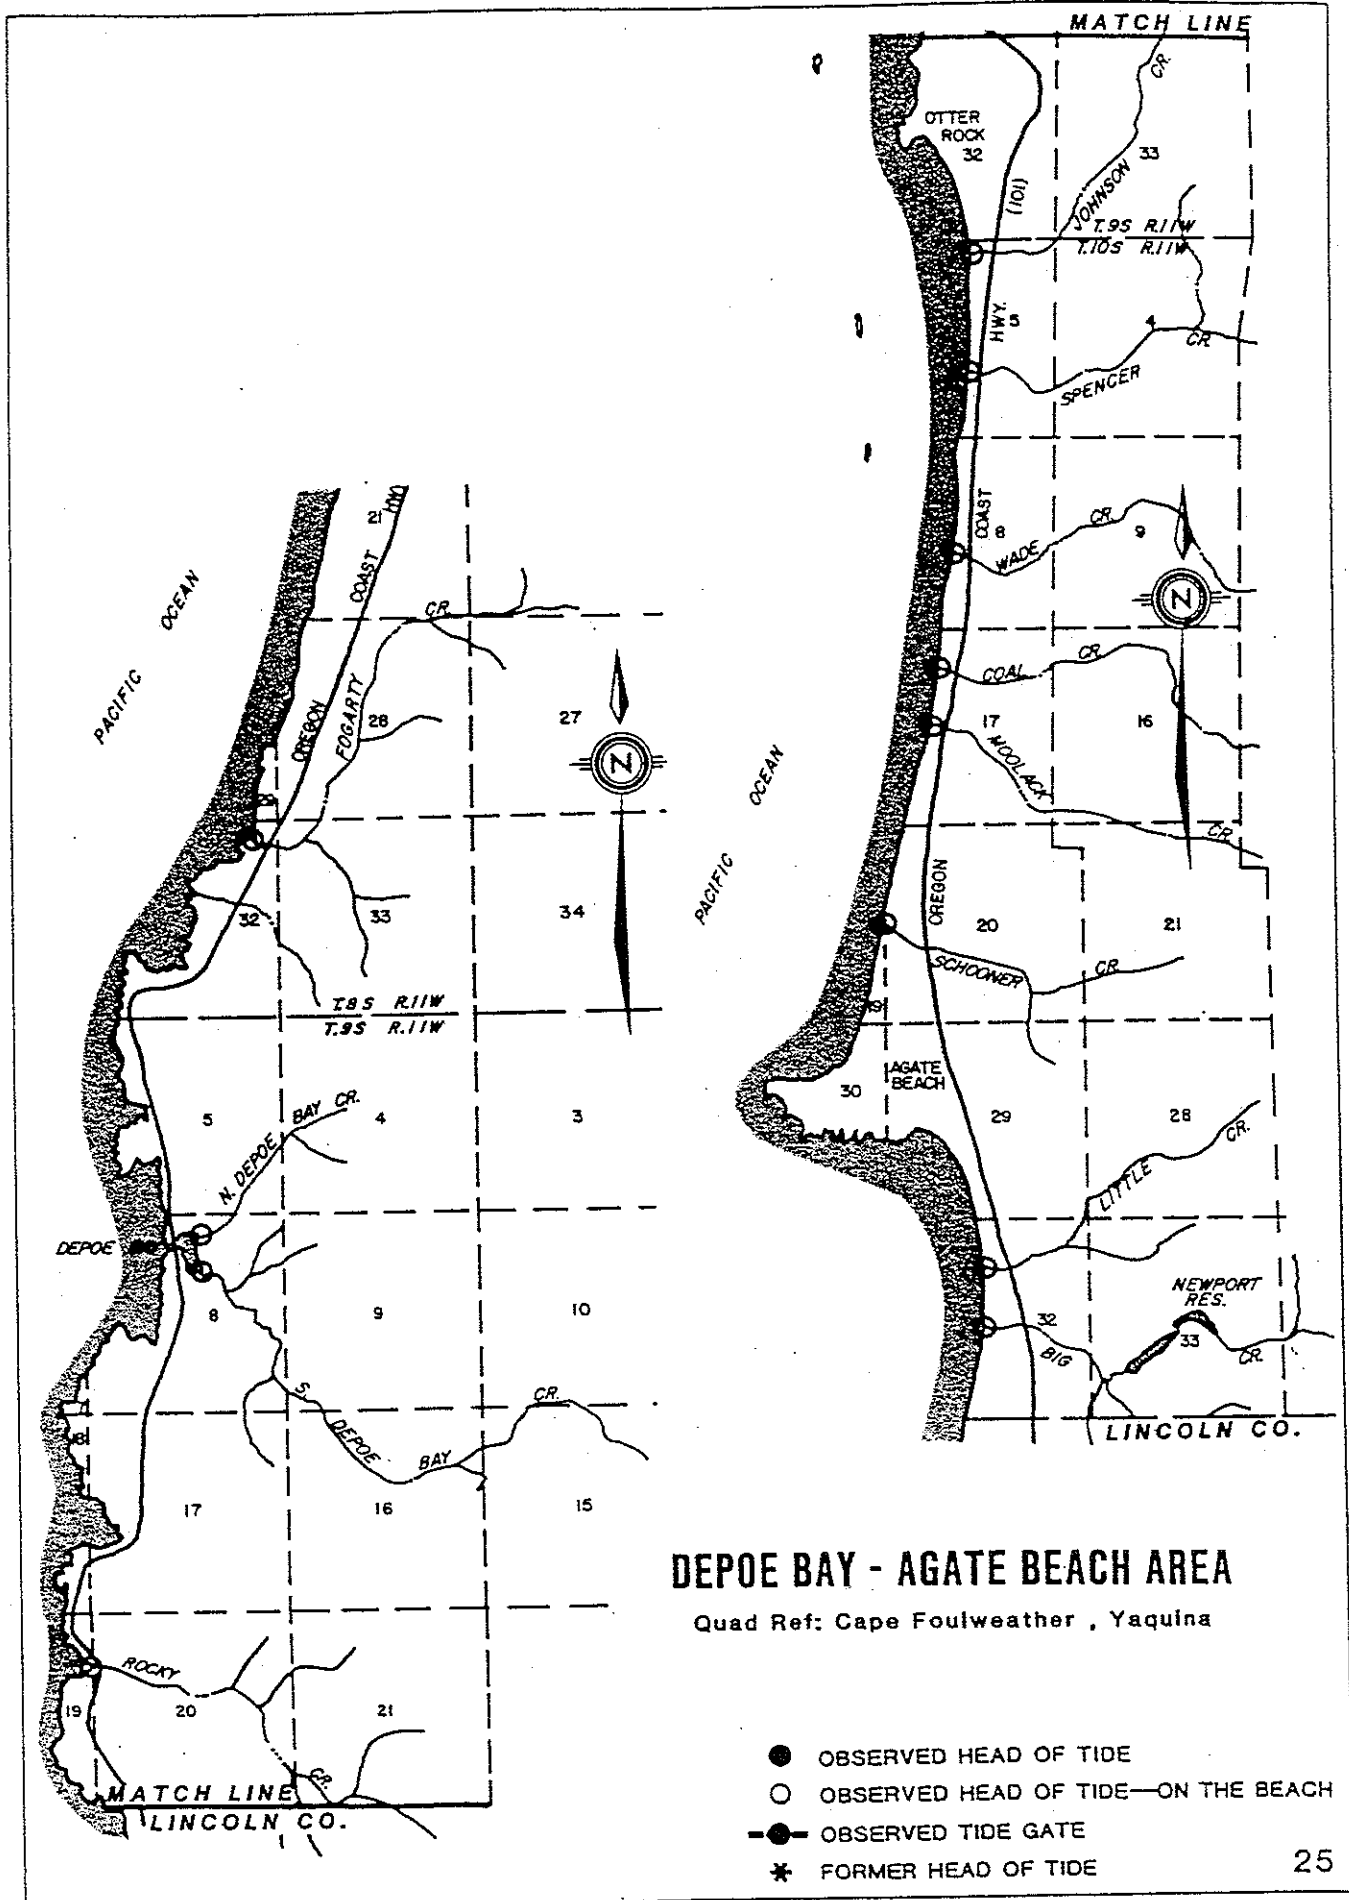 MATCH LINE
OTTER
ROCK
32
33
CR.
JOHNSON
(101)
T.9S R.11W
T.10S R.11W
HWY.
5
4
CR
SPENCER
COAST
8
WADE
CR.
9
N
COAL
CR.
17
16
MOOLACK
CR.
PACIFIC OCEAN
OREGON
20
21
SCHOONER
CR
19
AGATE
BEACH
30
29
28
LITTLE
CR.
NEWPORT
RES.
32
33
BIG
CR.
LINCOLN CO.
21
HWY
COAST
OREGON
PACIFIC OCEAN
CR.
FOGARTY
28
27
N
32
33
34
T.8S R.11W
T.9S R.11W
5
4
3
N. DEPOE BAY CR.
DEPOE
8
9
10
S. DEPOE BAY CR.
18
17
16
15
ROCKY
19
20
21
CR.
MATCH LINE
LINCOLN CO.
DEPOE BAY - AGATE BEACH AREA
Quad Ref: Cape Foulweather , Yaquina
OBSERVED HEAD OF TIDE
OBSERVED HEAD OF TIDE—ON THE BEACH
OBSERVED TIDE GATE
FORMER HEAD OF TIDE
25